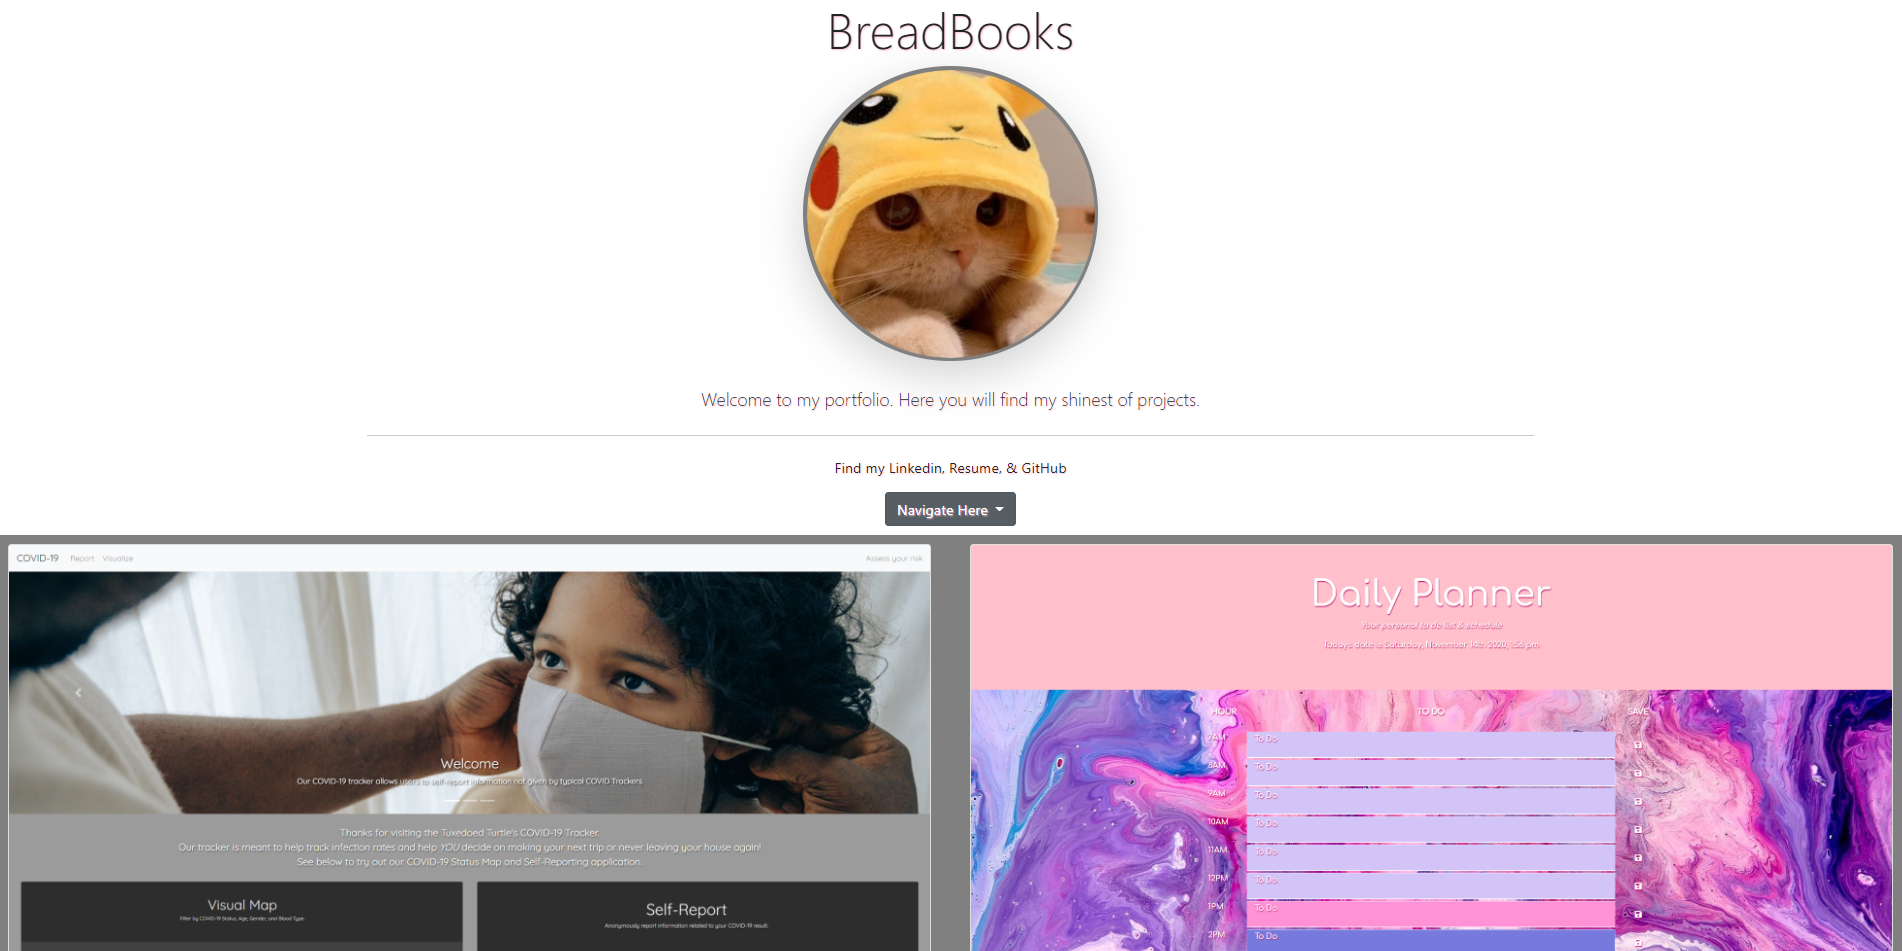 BreadBooks
Welcome to my portfolio. Here you will find my shinest of projects.
Find my Linkedin, Resume, & GitHub
Navigate Here
COVID-19 Report Visualize Assess your risk
Welcome
Our COVID-19 tracker allows users to self-report information not given by typical COVID Trackers
Thanks for visiting the Tuxedoed Turtle's COVID-19 Tracker.
Our tracker is meant to help track infection rates and help YOU decide on making your next trip or never leaving your house again!
See below to try out our COVID-19 Status Map and Self-Reporting application.
Visual Map
Filter by COVID-19 Status, Age, Gender, and Blood Type
Self-Report
Anonymously report information related to your COVID-19 result.
Daily Planner
Your personal to do list & schedule
Todays date is Saturday, November 14th 2020, 1:56 pm
HOUR TO DO SAVE
7AM To Do
8AM To Do
9AM To Do
10AM To Do
11AM To Do
12PM To Do
1PM To Do
2PM To Do